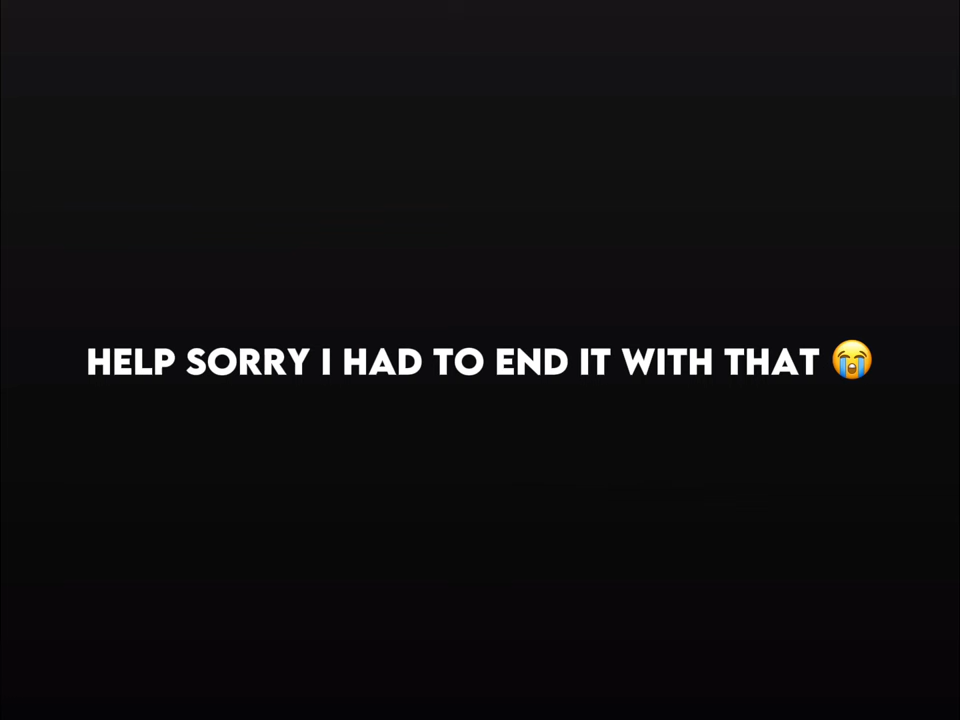 HELP SORRY I HAD TO END IT WITH THAT 😭